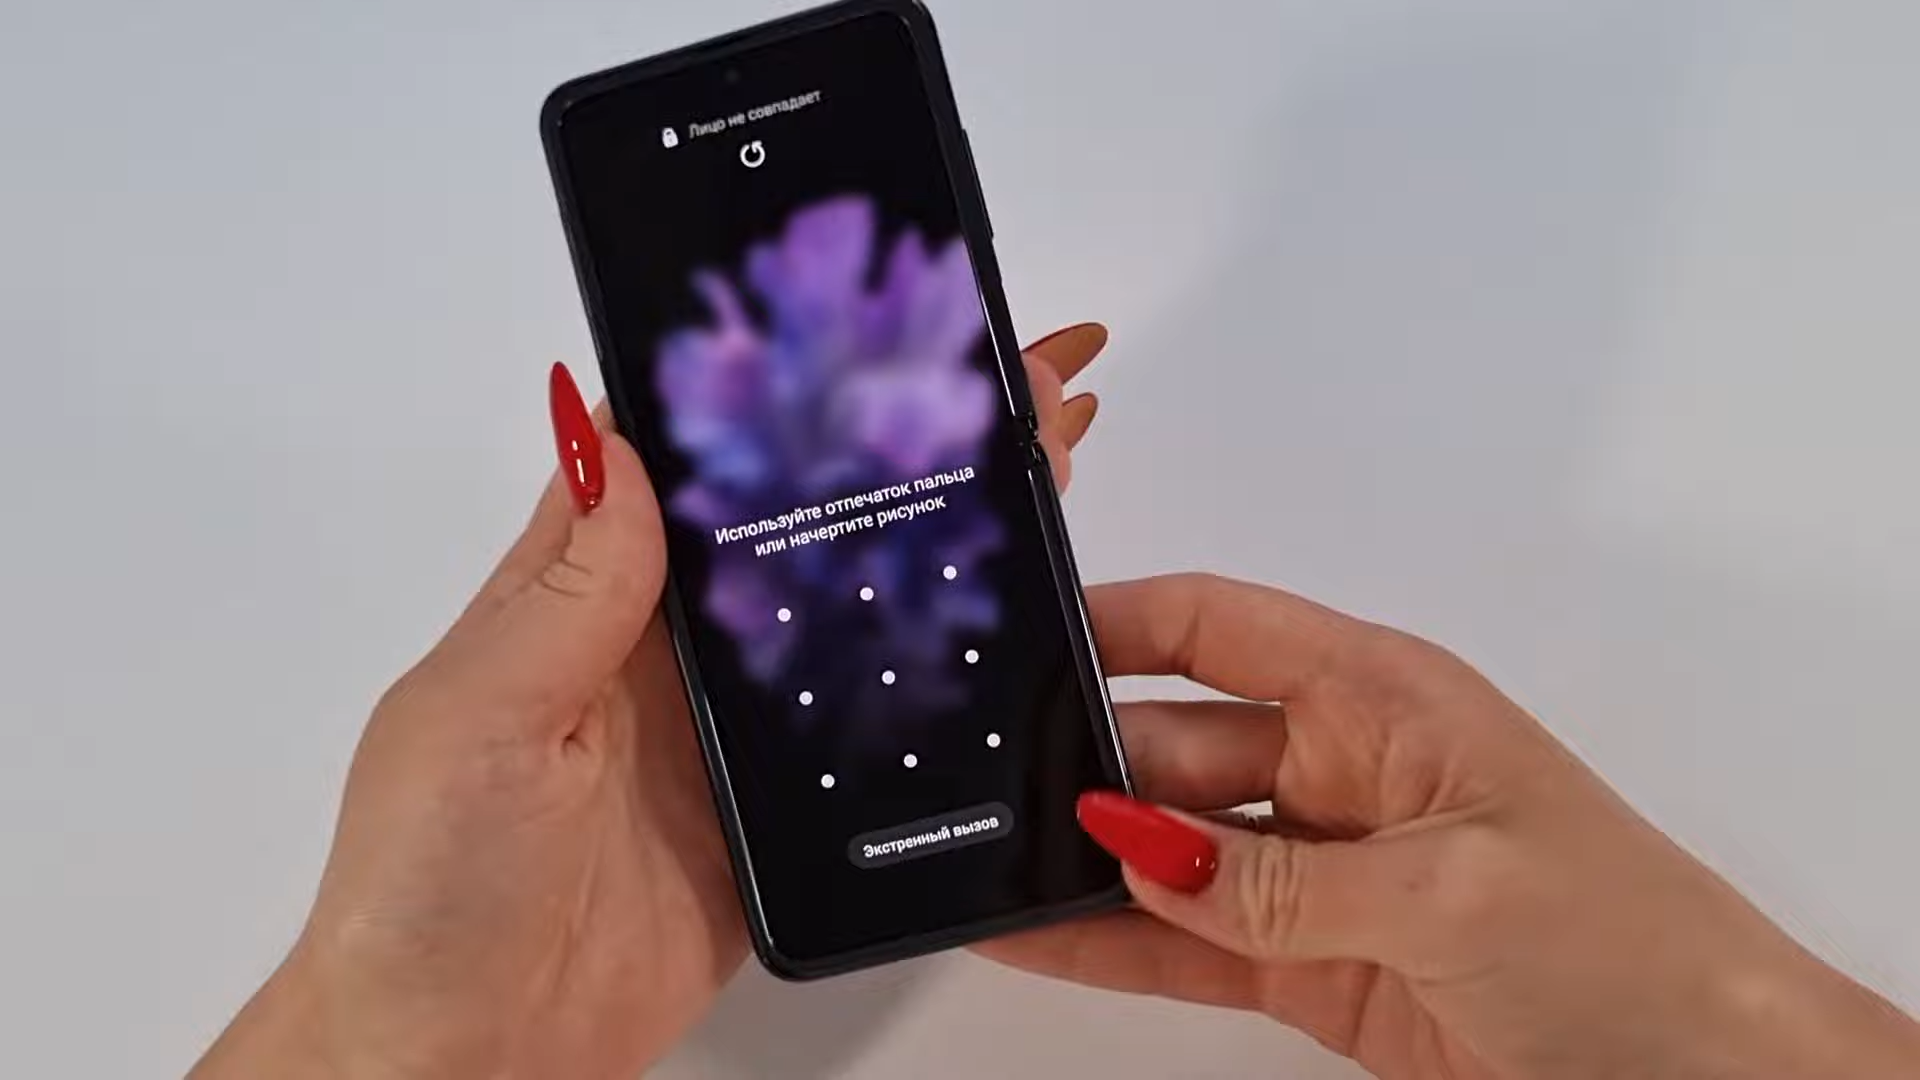 Лицо не совпадает
Используйте отпечаток пальца
или начертите рисунок
Экстренный вызов